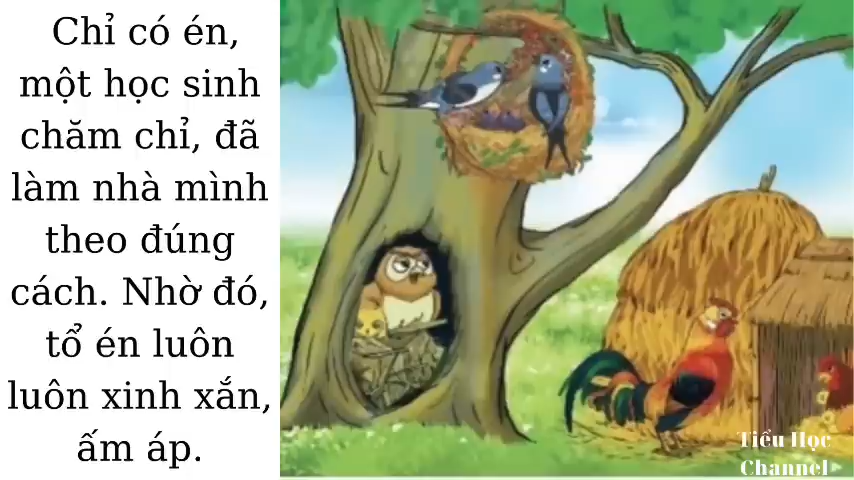 Chỉ có én,
một học sinh
chăm chỉ, đã
làm nhà mình
theo đúng
cách. Nhờ đó,
tổ én luôn
luôn xinh xắn,
ấm áp.
Tiểu Học
Channel